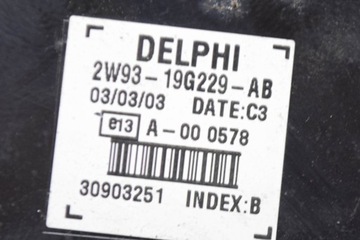 DELPHI
2W93-19G229-AB
03/03/03 DATE:C3
e13 A-00 0578
30903251 INDEX:B